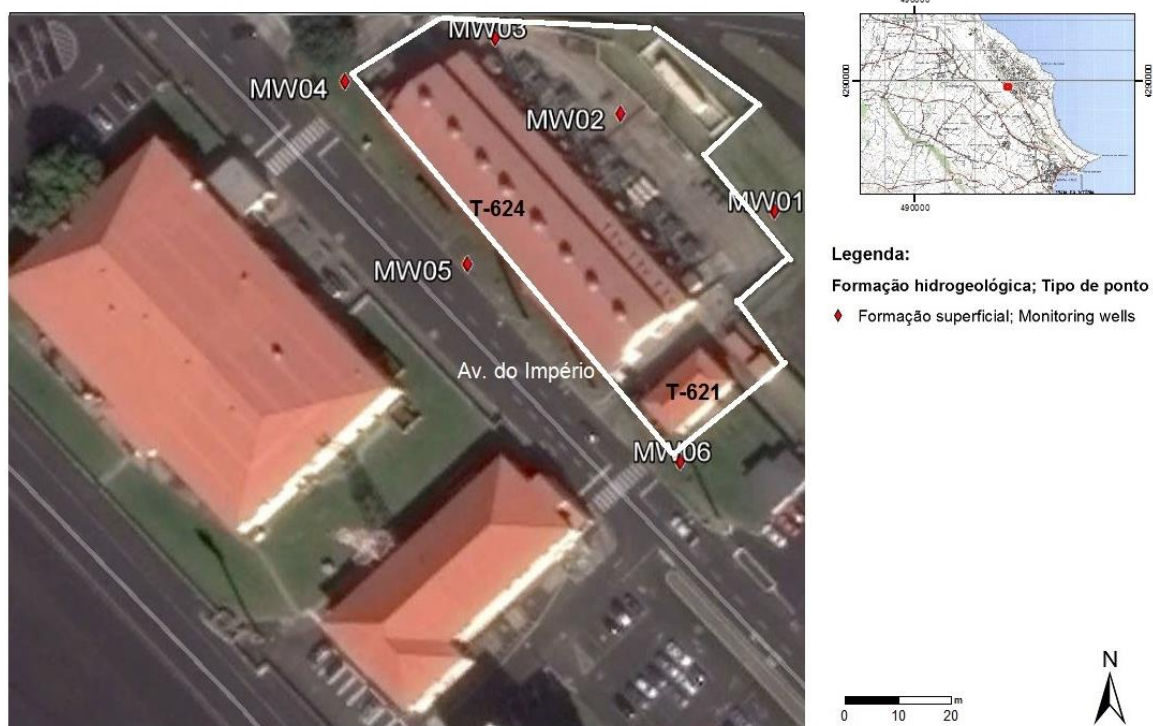 MW03
MW04
MW02
T-624
MW01
MW05
Av. do Império
T-621
MW06
490000
4290000
4290000
490000
Legenda:
Formação hidrogeológica; Tipo de ponto
Formação superficial; Monitoring wells
N
m
0 10 20